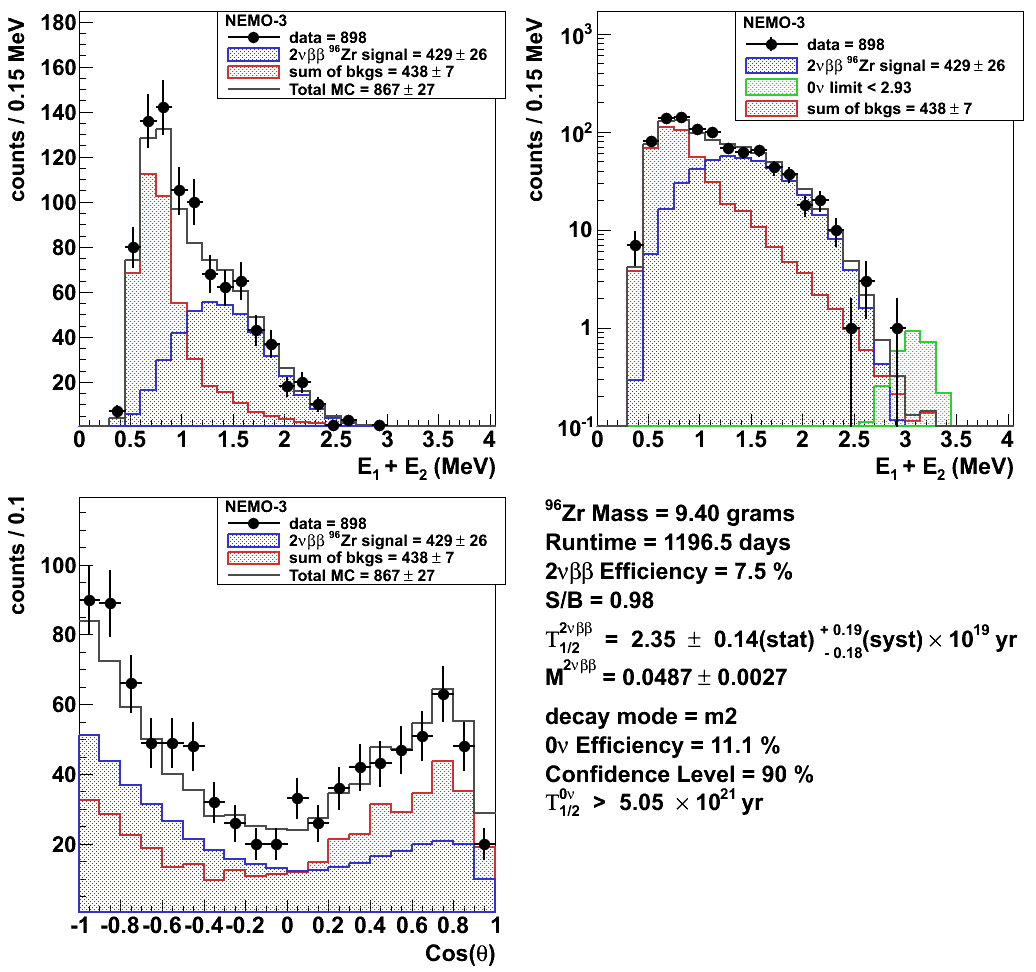 NEMO-3
data = 898
2νββ ⁹⁶Zr signal = 429 ± 26
sum of bkgs = 438 ± 7
Total MC = 867 ± 27
counts / 0.15 MeV
180
160
140
120
100
80
60
40
20
0 0.5 1 1.5 2 2.5 3 3.5 4
E₁ + E₂ (MeV)
NEMO-3
data = 898
2νββ ⁹⁶Zr signal = 429 ± 26
0ν limit < 2.93
sum of bkgs = 438 ± 7
counts / 0.15 MeV
10³
10²
10
1
10⁻¹
0 0.5 1 1.5 2 2.5 3 3.5 4
E₁ + E₂ (MeV)
NEMO-3
data = 898
2νββ ⁹⁶Zr signal = 429 ± 26
sum of bkgs = 438 ± 7
Total MC = 867 ± 27
counts / 0.1
100
80
60
40
20
-1 -0.8 -0.6 -0.4 -0.2 0 0.2 0.4 0.6 0.8 1
Cos(θ)
⁹⁶Zr Mass = 9.40 grams
Runtime = 1196.5 days
2νββ Efficiency = 7.5 %
S/B = 0.98
T₁/₂²ᵛᵝᵝ = 2.35 ± 0.14(stat) + 0.19 - 0.18 (syst) × 10¹⁹ yr
M²ᵛᵝᵝ = 0.0487 ± 0.0027
decay mode = m2
0ν Efficiency = 11.1 %
Confidence Level = 90 %
T₁/₂⁰ᵛ > 5.05 × 10²¹ yr